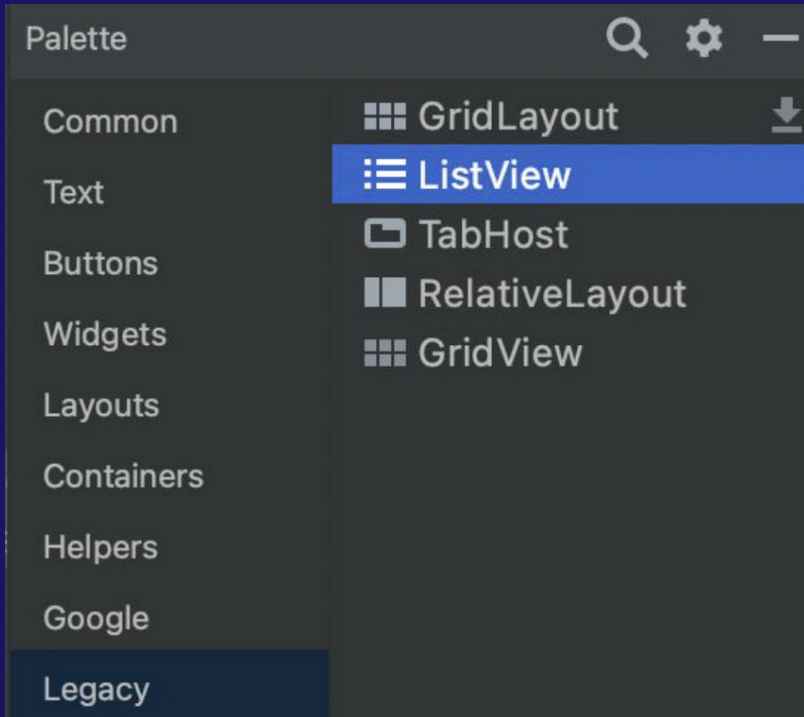 Palette
Common
Text
Buttons
Widgets
Layouts
Containers
Helpers
Google
Legacy
GridLayout
ListView
TabHost
RelativeLayout
GridView